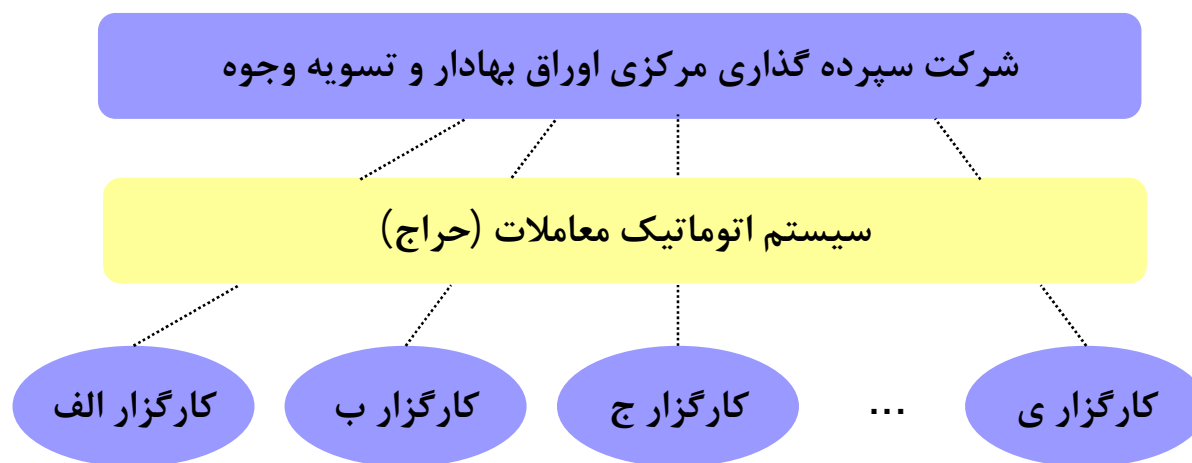 شرکت سپرده گذاری مرکزی اوراق بهادار و تسویه وجوه
سیستم اتوماتیک معاملات (حراج)
کارگزار الف
کارگزار ب
کارگزار ج
...
کارگزار ی